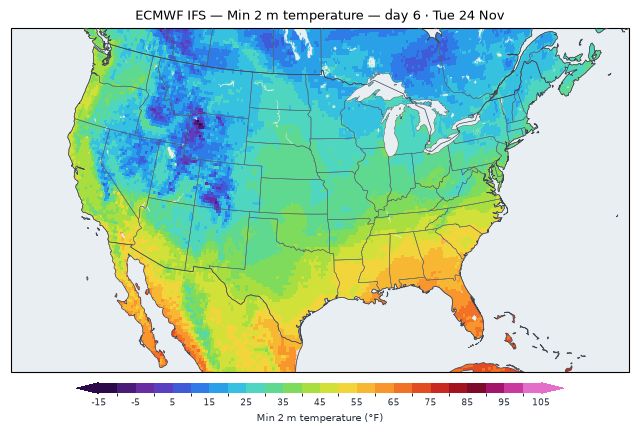 ECMWF IFS — Min 2 m temperature — day 6 · Tue 24 Nov
-15 -5 5 15 25 35 45 55 65 75 85 95 105
Min 2 m temperature (°F)